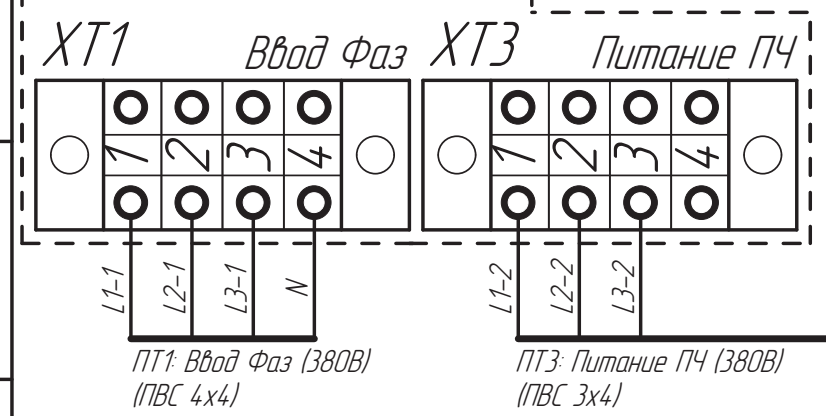 XT1 Ввод Фаз XT3 Питание ПЧ
1 2 3 4 1 2 3 4
L1-1 L2-1 L3-1 N L1-2 L2-2 L3-2
ПТ1: Ввод Фаз (380В)
(ПВС 4х4)
ПТ3: Питание ПЧ (380В)
(ПВС 3х4)